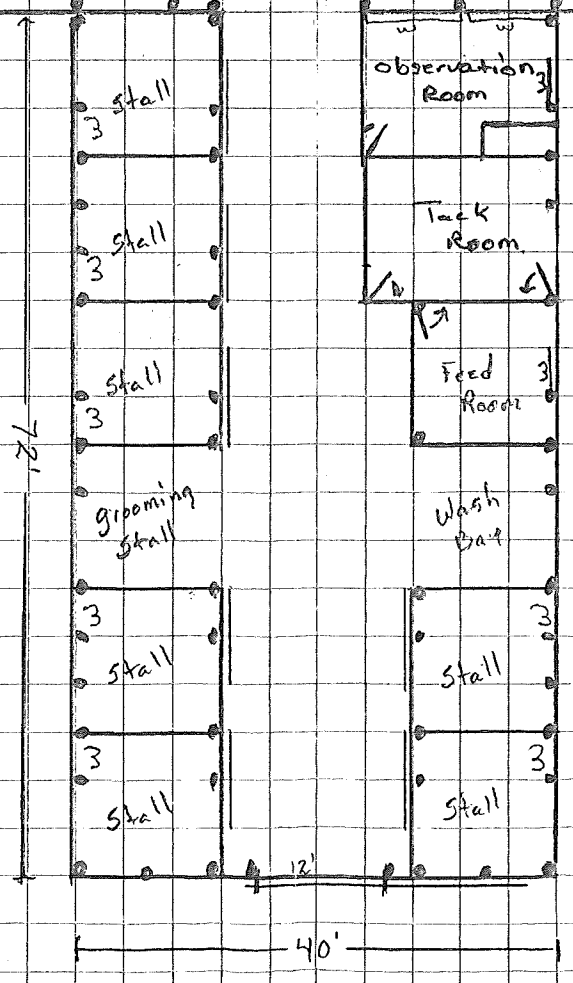 w w
Observation 3
Room
Stall
3
Tack
Room
Stall
3
Stall
3
Feed 3
Room
72'
grooming
Stall
Wash
Bay
3
Stall
3
Stall
3
Stall
3
Stall
12'
40'